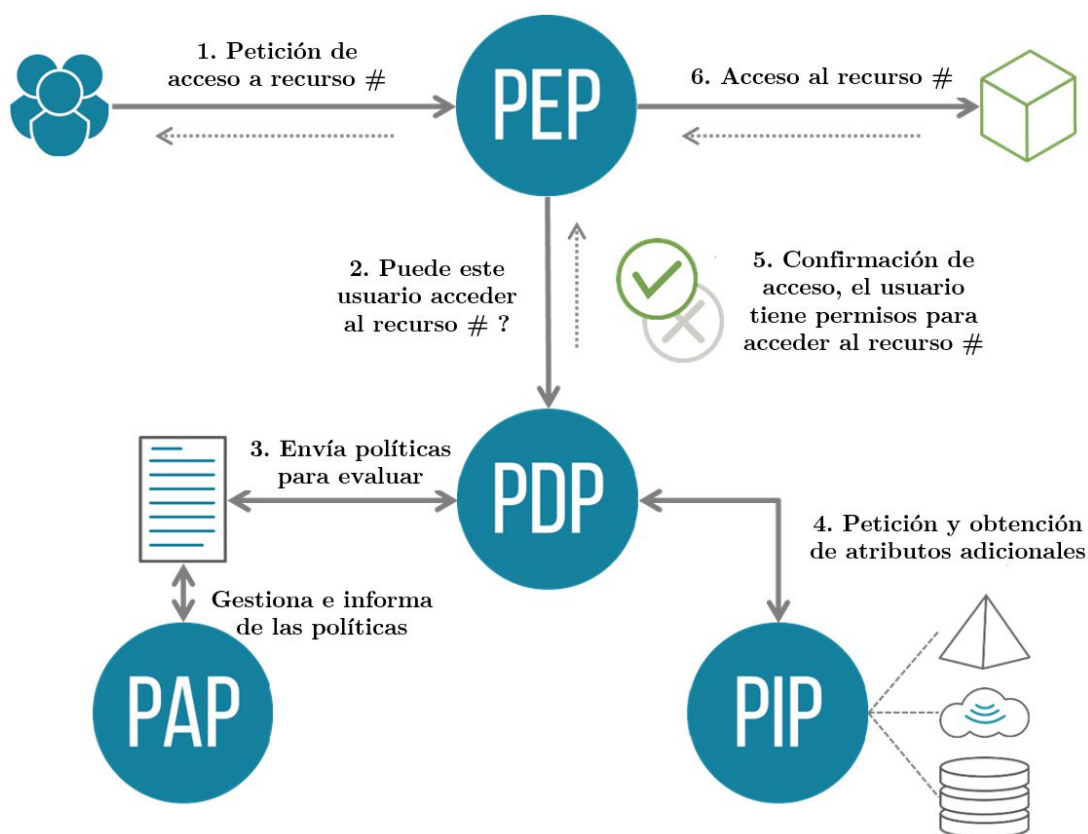 1. Petición de
acceso a recurso #
PEP
6. Acceso al recurso #
2. Puede este
usuario acceder
al recurso # ?
5. Confirmación de
acceso, el usuario
tiene permisos para
acceder al recurso #
3. Envía políticas
para evaluar
PDP
4. Petición y obtención
de atributos adicionales
Gestiona e informa
de las políticas
PAP
PIP